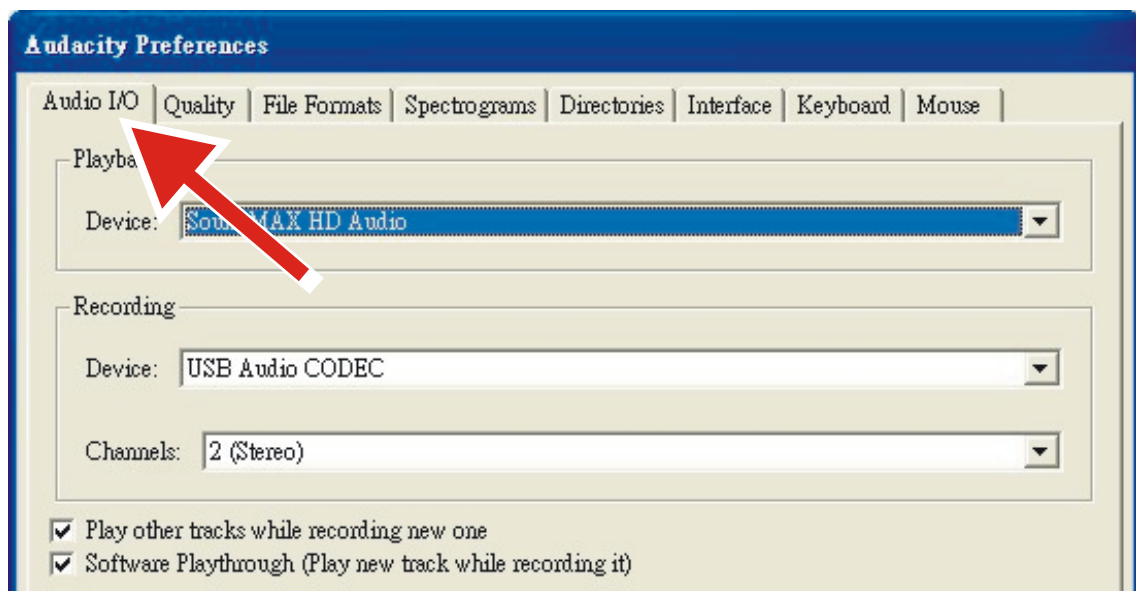 Audacity Preferences
Audio I/O Quality File Formats Spectrograms Directories Interface Keyboard Mouse
Device: MAX HD Audio
Recording
Device: USB Audio CODEC
Channels: 2 (Stereo)
Play other tracks while recording new one
Software Playthrough (Play new track while recording it)